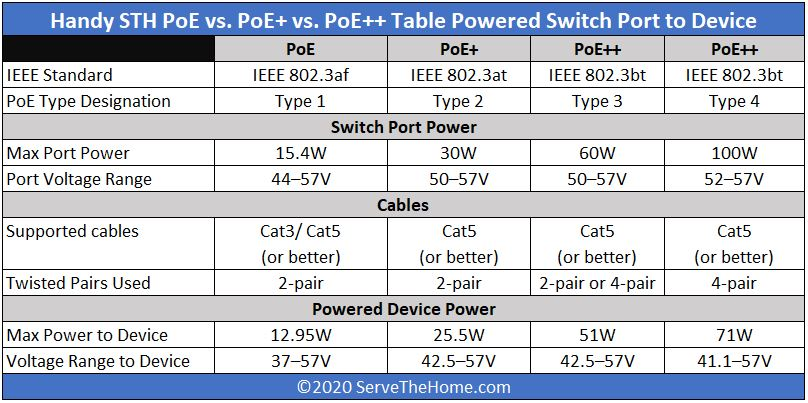 Handy STH PoE vs. PoE+ vs. PoE++ Table Powered Switch Port to Device
PoE PoE+ PoE++ PoE++
IEEE Standard IEEE 802.3af IEEE 802.3at IEEE 802.3bt IEEE 802.3bt
PoE Type Designation Type 1 Type 2 Type 3 Type 4
Switch Port Power
Max Port Power 15.4W 30W 60W 100W
Port Voltage Range 44–57V 50–57V 50–57V 52–57V
Cables
Supported cables Cat3/ Cat5 Cat5 Cat5 Cat5
(or better) (or better) (or better) (or better)
Twisted Pairs Used 2-pair 2-pair 2-pair or 4-pair 4-pair
Powered Device Power
Max Power to Device 12.95W 25.5W 51W 71W
Voltage Range to Device 37–57V 42.5–57V 42.5–57V 41.1–57V
©2020 ServeTheHome.com